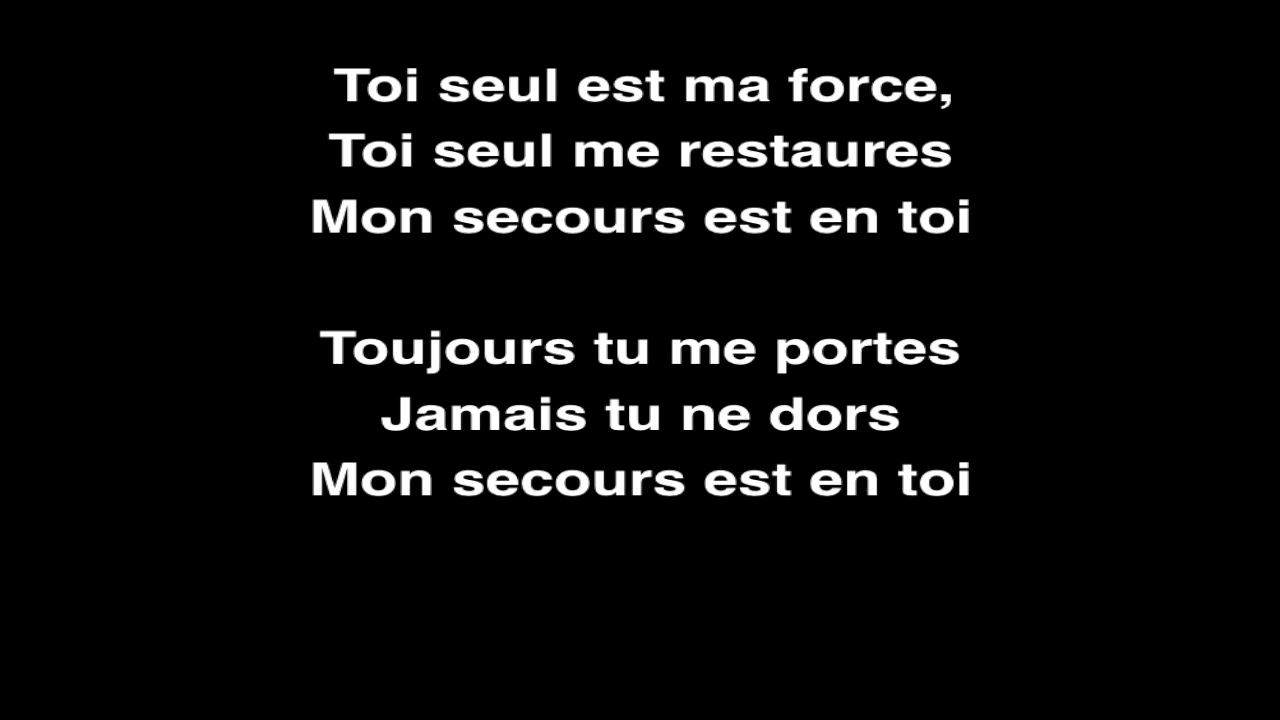 Toi seul est ma force,
Toi seul me restaures
Mon secours est en toi
Toujours tu me portes
Jamais tu ne dors
Mon secours est en toi